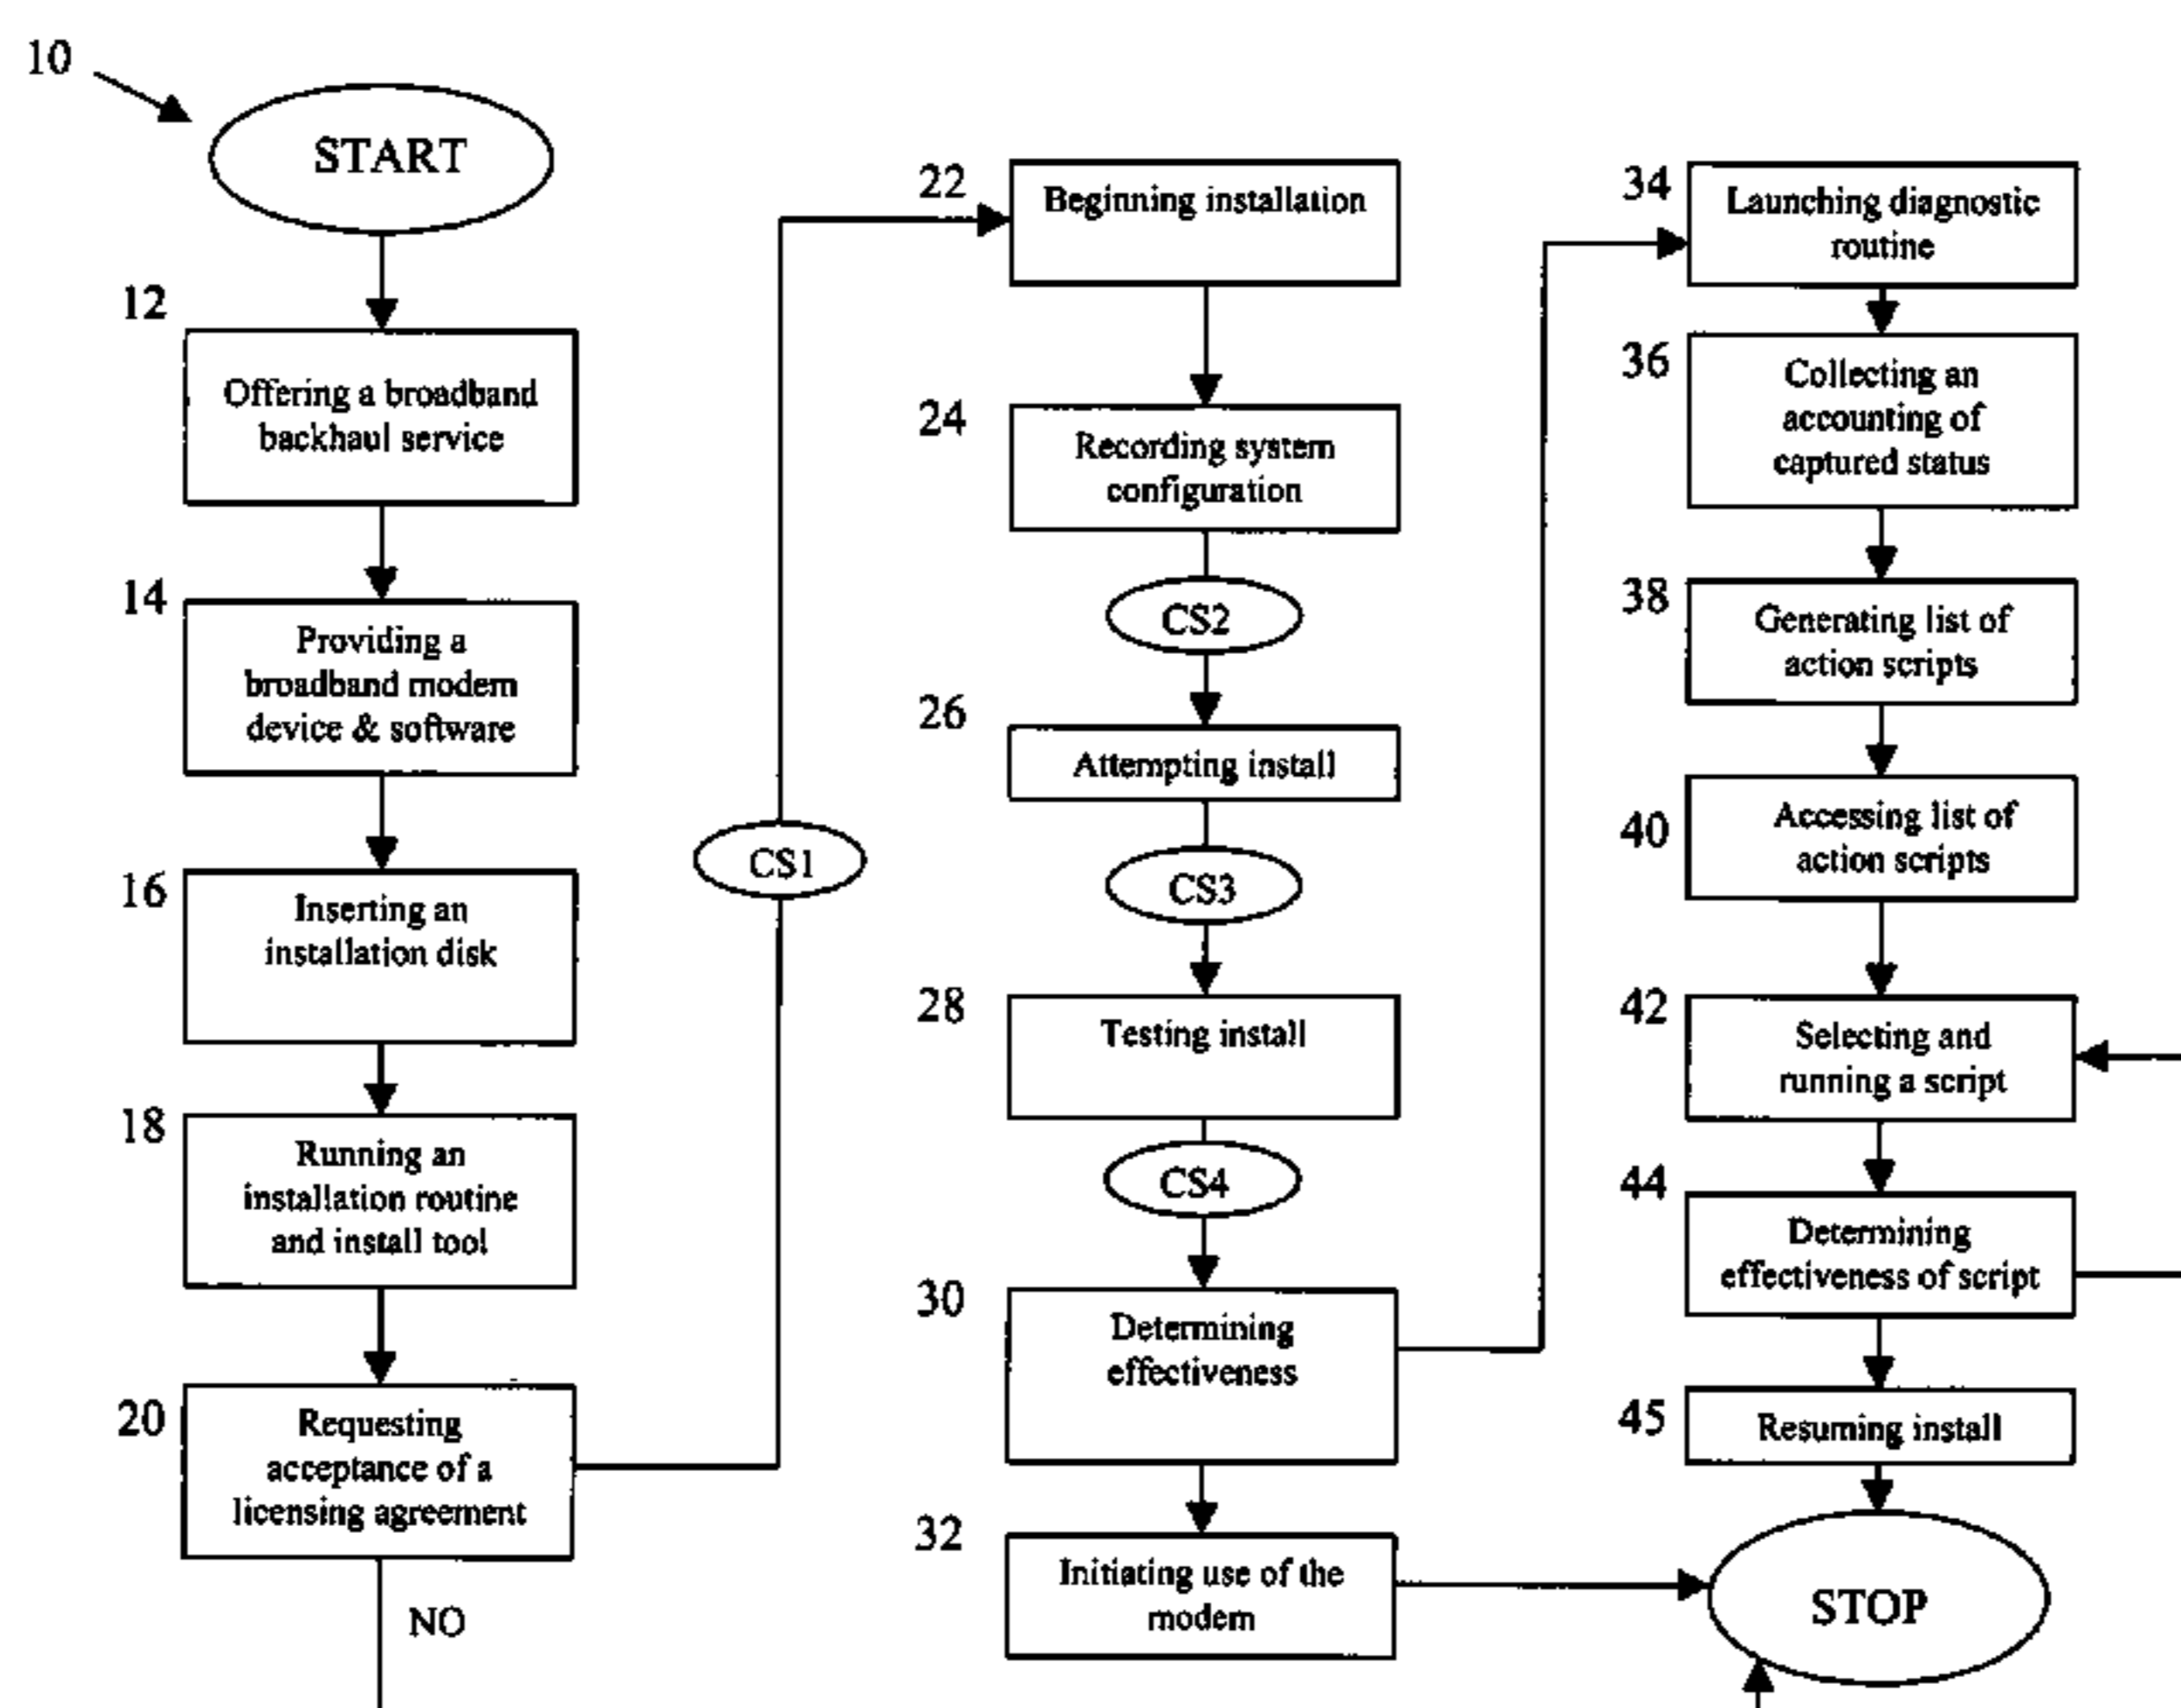 10
START
12
Offering a broadband
backhaul service
14
Providing a
broadband modem
device & software
16
Inserting an
installation disk
18
Running an
installation routine
and install tool
20
Requesting
acceptance of a
licensing agreement
NO
CS1
22
Beginning installation
24
Recording system
configuration
CS2
26
Attempting install
CS3
28
Testing install
CS4
30
Determining
effectiveness
32
Initiating use of the
modem
34
Launching diagnostic
routine
36
Collecting an
accounting of
captured status
38
Generating list of
action scripts
40
Accessing list of
action scripts
42
Selecting and
running a script
44
Determining
effectiveness of script
45
Resuming install
STOP